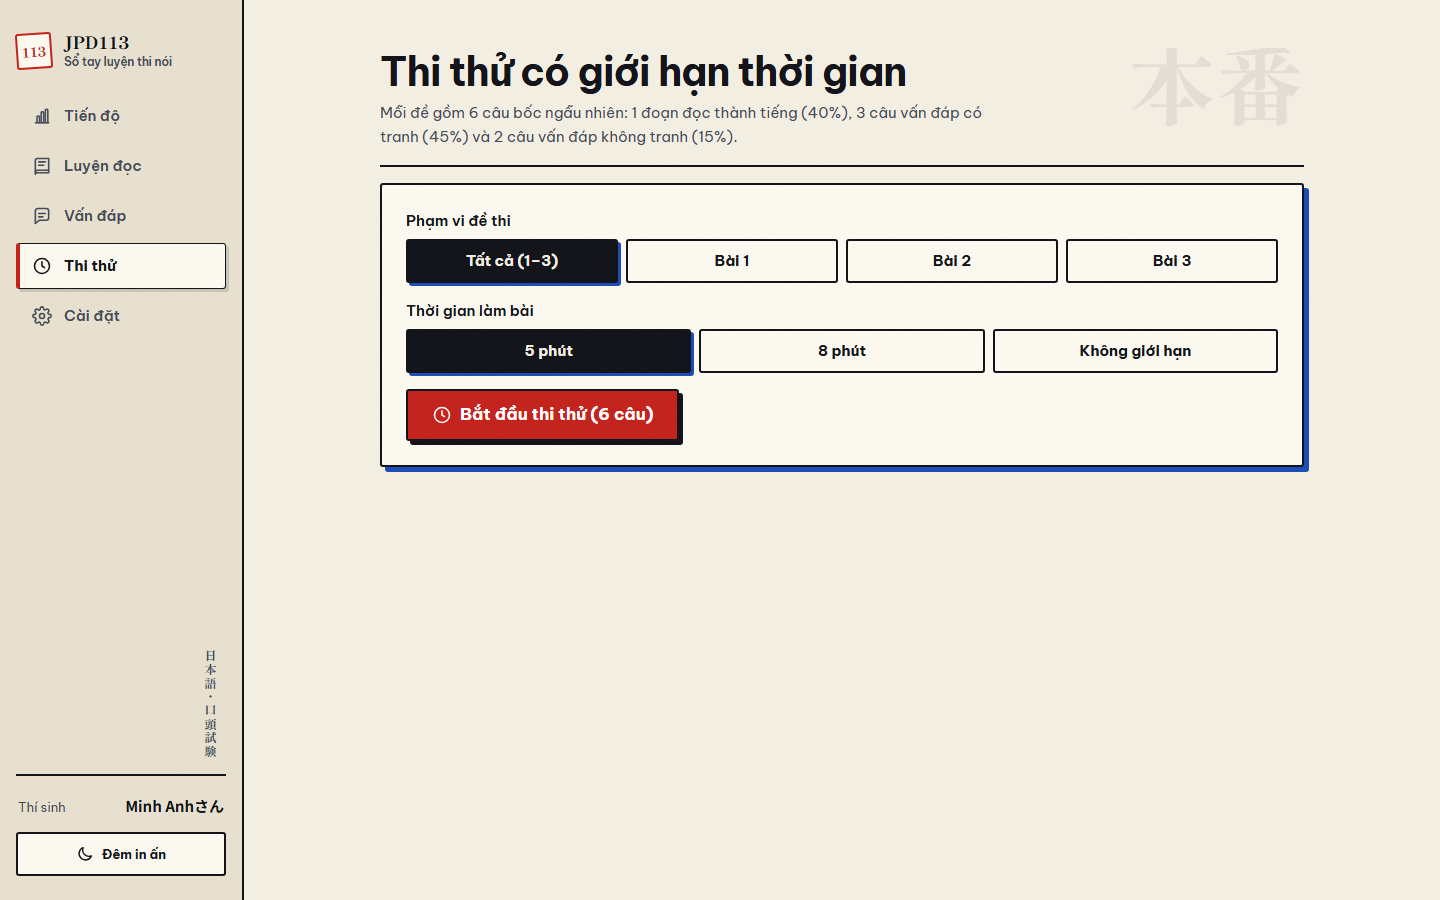 113
JPD113
Sổ tay luyện thi nói
Tiến độ
Luyện đọc
Vấn đáp
Thi thử
Cài đặt
日本語・口頭試験
Thí sinh
Minh Anhさん
Đêm in ấn
Thi thử có giới hạn thời gian
本番
Mỗi đề gồm 6 câu bốc ngẫu nhiên: 1 đoạn đọc thành tiếng (40%), 3 câu vấn đáp có
tranh (45%) và 2 câu vấn đáp không tranh (15%).
Phạm vi đề thi
Tất cả (1–3)
Bài 1
Bài 2
Bài 3
Thời gian làm bài
5 phút
8 phút
Không giới hạn
Bắt đầu thi thử (6 câu)